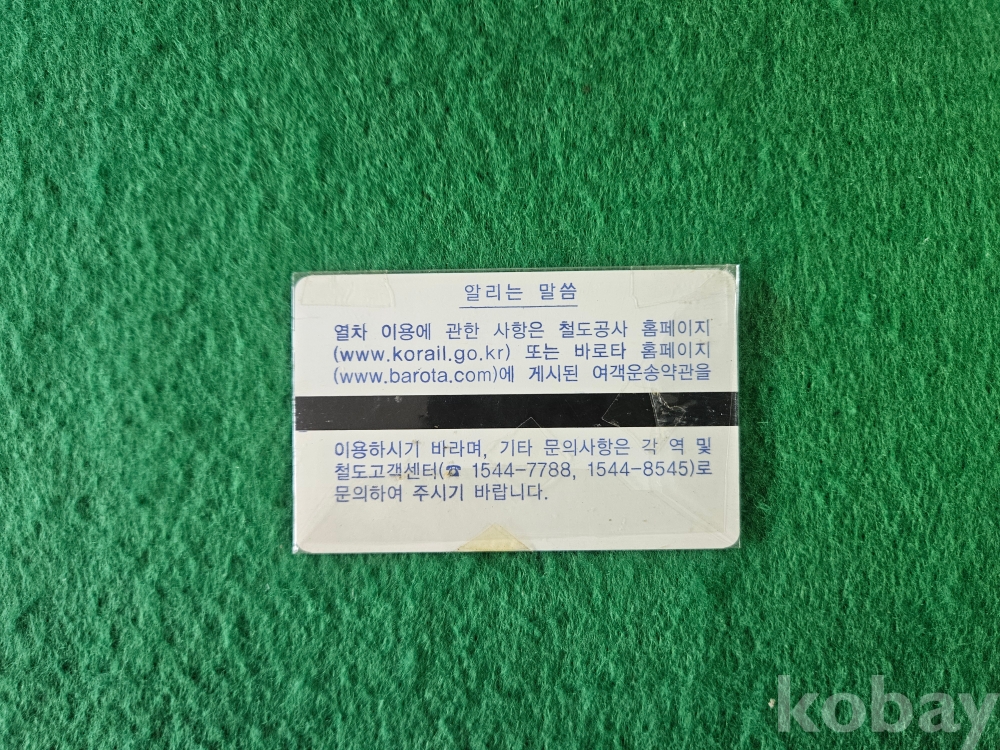 알리는 말씀
열차 이용에 관한 사항은 철도공사 홈페이지
(www.korail.go.kr) 또는 바로타 홈페이지
(www.barota.com)에 게시된 여객운송약관을
이용하시기 바라며, 기타 문의사항은 각 역 및
철도고객센터(☎ 1544-7788, 1544-8545)로
문의하여 주시기 바랍니다.
kobay